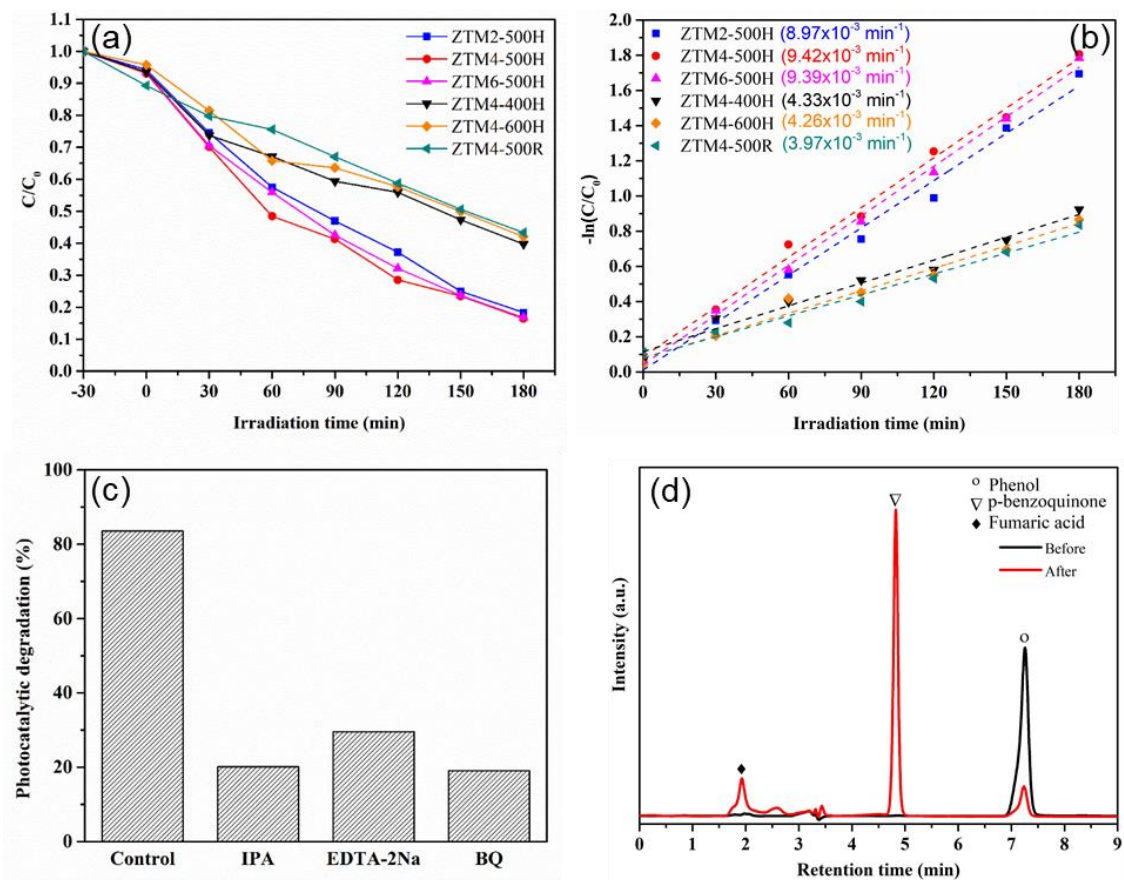 (a)
ZTM2-500H
ZTM4-500H
ZTM6-500H
ZTM4-400H
ZTM4-600H
ZTM4-500R
1.0
0.9
0.8
0.7
0.6
0.5
0.4
0.3
0.2
0.1
0.0
C/C₀
-30 0 30 60 90 120 150 180
Irradiation time (min)
(b)
ZTM2-500H (8.97x10⁻³ min⁻¹)
ZTM4-500H (9.42x10⁻³ min⁻¹)
ZTM6-500H (9.39x10⁻³ min⁻¹)
ZTM4-400H (4.33x10⁻³ min⁻¹)
ZTM4-600H (4.26x10⁻³ min⁻¹)
ZTM4-500R (3.97x10⁻³ min⁻¹)
2.0
1.8
1.6
1.4
1.2
1.0
0.8
0.6
0.4
0.2
0.0
-ln(C/C₀)
0 30 60 90 120 150 180
Irradiation time (min)
(c)
100
80
60
40
20
0
Photocatalytic degradation (%)
Control IPA EDTA-2Na BQ
(d)
Phenol
p-benzoquinone
Fumaric acid
Before
After
Intensity (a.u.)
0 1 2 3 4 5 6 7 8 9
Retention time (min)